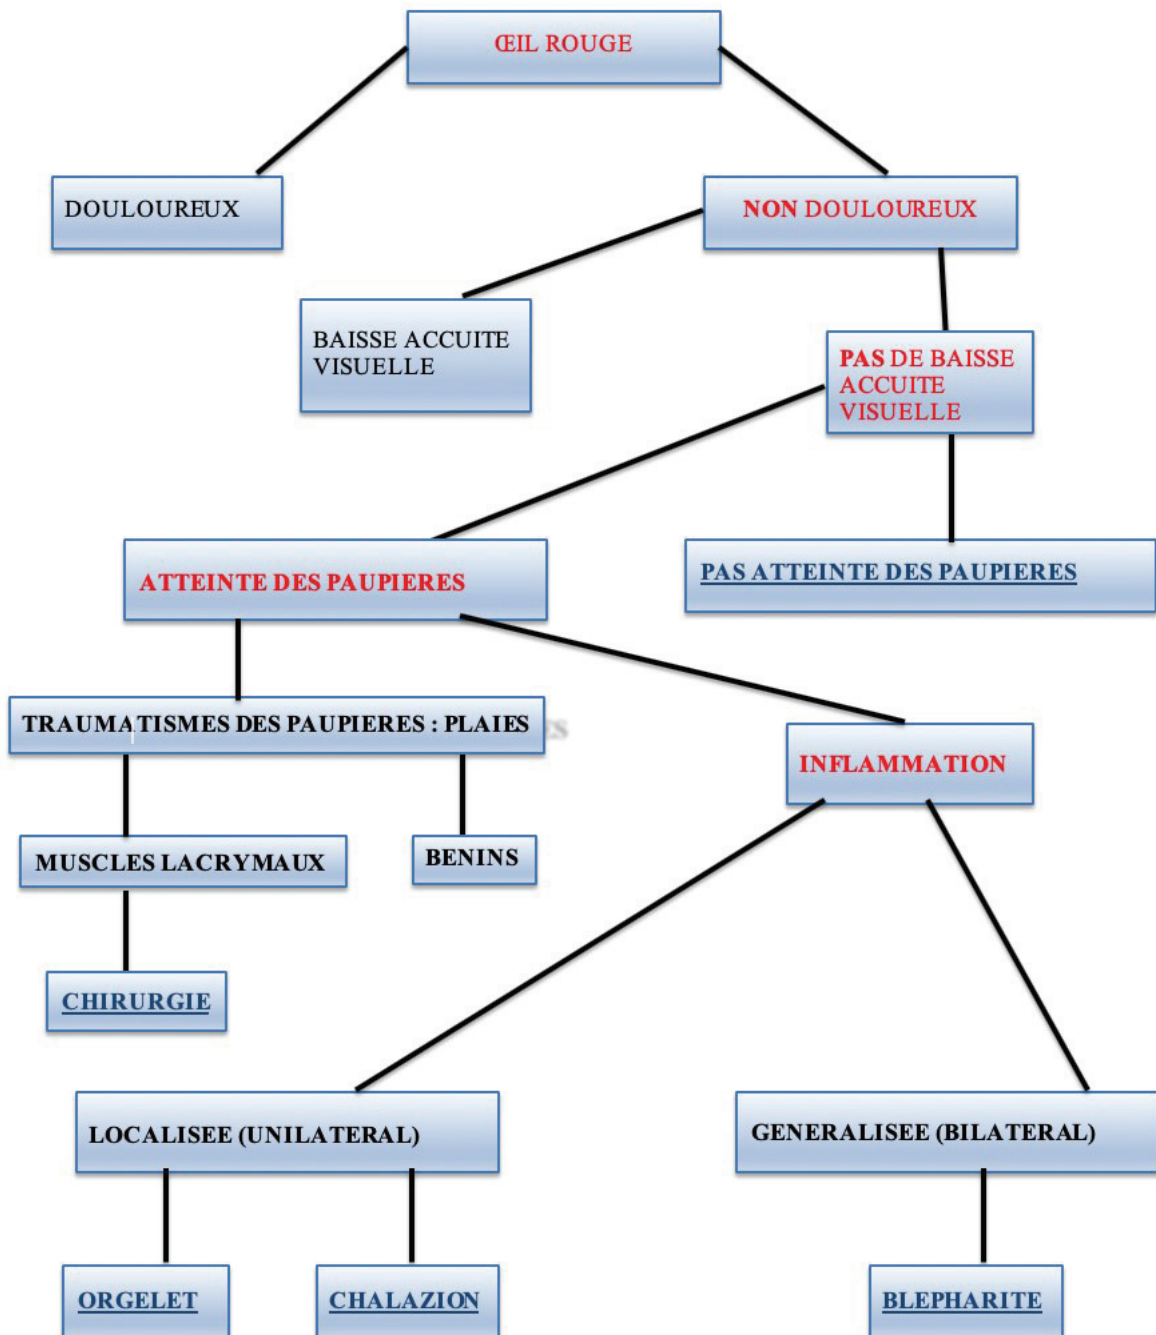 ŒIL ROUGE
DOULOUREUX
NON DOULOUREUX
BAISSE ACCUITE
VISUELLE
PAS DE BAISSE
ACCUITE
VISUELLE
ATTEINTE DES PAUPIERES
PAS ATTEINTE DES PAUPIERES
TRAUMATISMES DES PAUPIERES : PLAIES
INFLAMMATION
MUSCLES LACRYMAUX
BENINS
CHIRURGIE
LOCALISEE (UNILATERAL)
GENERALISEE (BILATERAL)
ORGELET
CHALAZION
BLEPHARITE